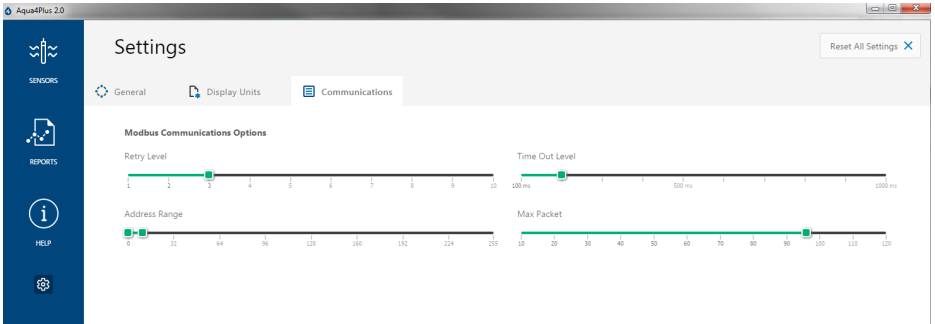 Aqua4Plus 2.0
Settings
Reset All Settings
SENSORS
General
Display Units
Communications
Modbus Communications Options
Retry Level
1 2 3 4 5 6 7 8 9 10
Time Out Level
100 ms 500 ms 1000 ms
Address Range
0 32 64 96 128 160 192 224 255
Max Packet
10 20 30 40 50 60 70 80 90 100 110 120
REPORTS
HELP